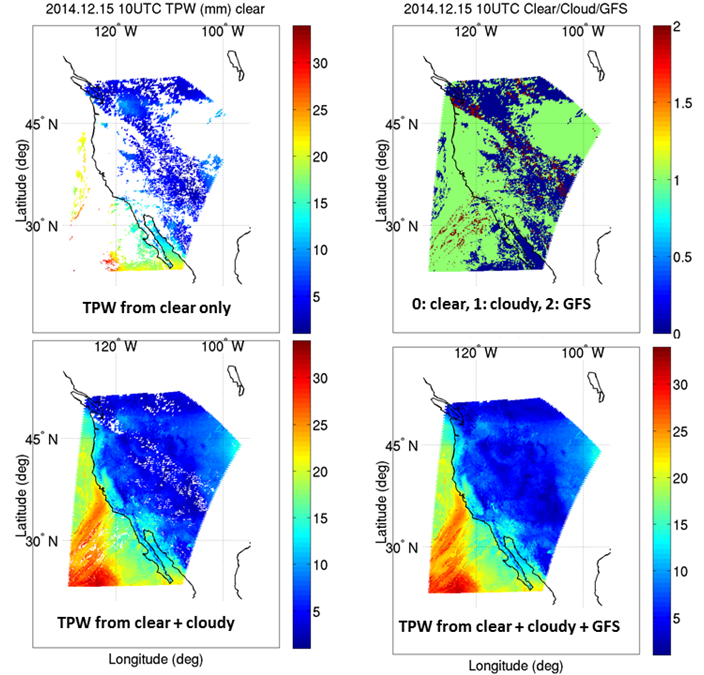 2014.12.15 10UTC TPW (mm) clear
120° W 100° W
45° N
30° N
Latitude (deg)
30
25
20
15
10
5
TPW from clear only
2014.12.15 10UTC Clear/Cloud/GFS
120° W 100° W
45° N
30° N
Latitude (deg)
2
1.5
1
0.5
0
0: clear, 1: cloudy, 2: GFS
120° W 100° W
45° N
30° N
Latitude (deg)
30
25
20
15
10
5
TPW from clear + cloudy
Longitude (deg)
120° W 100° W
45° N
30° N
Latitude (deg)
30
25
20
15
10
5
TPW from clear + cloudy + GFS
Longitude (deg)